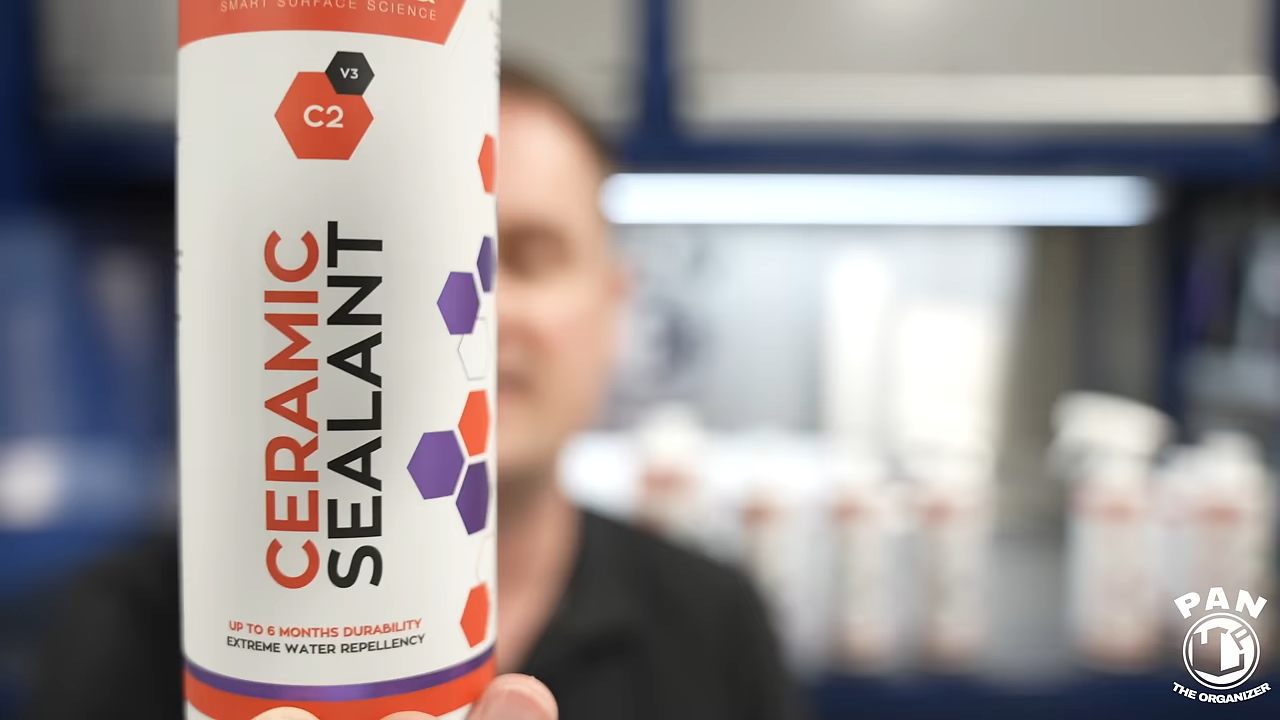 SMART SURFACE SCIENCE
V3
C2
CERAMIC
SEALANT
UP TO 6 MONTHS DURABILITY
EXTREME WATER REPELLENCY
PAN
THE ORGANIZER